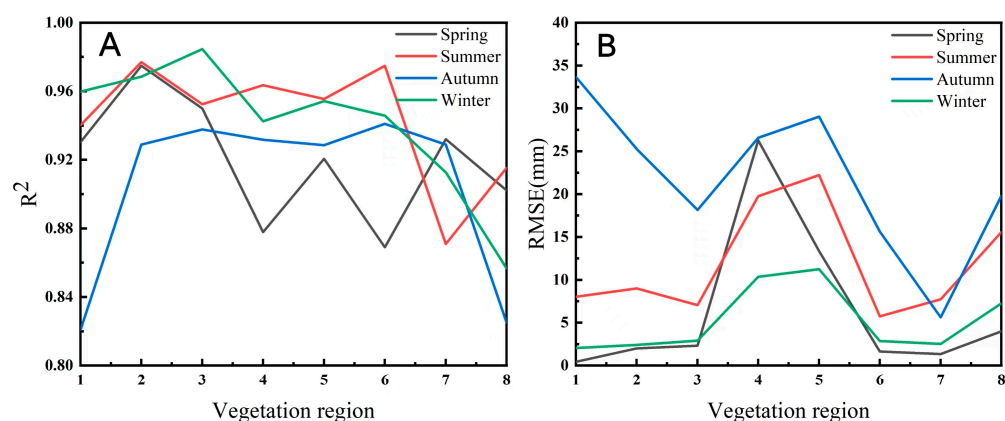 A
Spring
Summer
Autumn
Winter
1.00
0.96
0.92
0.88
0.84
0.80
R2
1 2 3 4 5 6 7 8
Vegetation region
B
Spring
Summer
Autumn
Winter
40
35
30
25
20
15
10
5
0
RMSE(mm)
1 2 3 4 5 6 7 8
Vegetation region